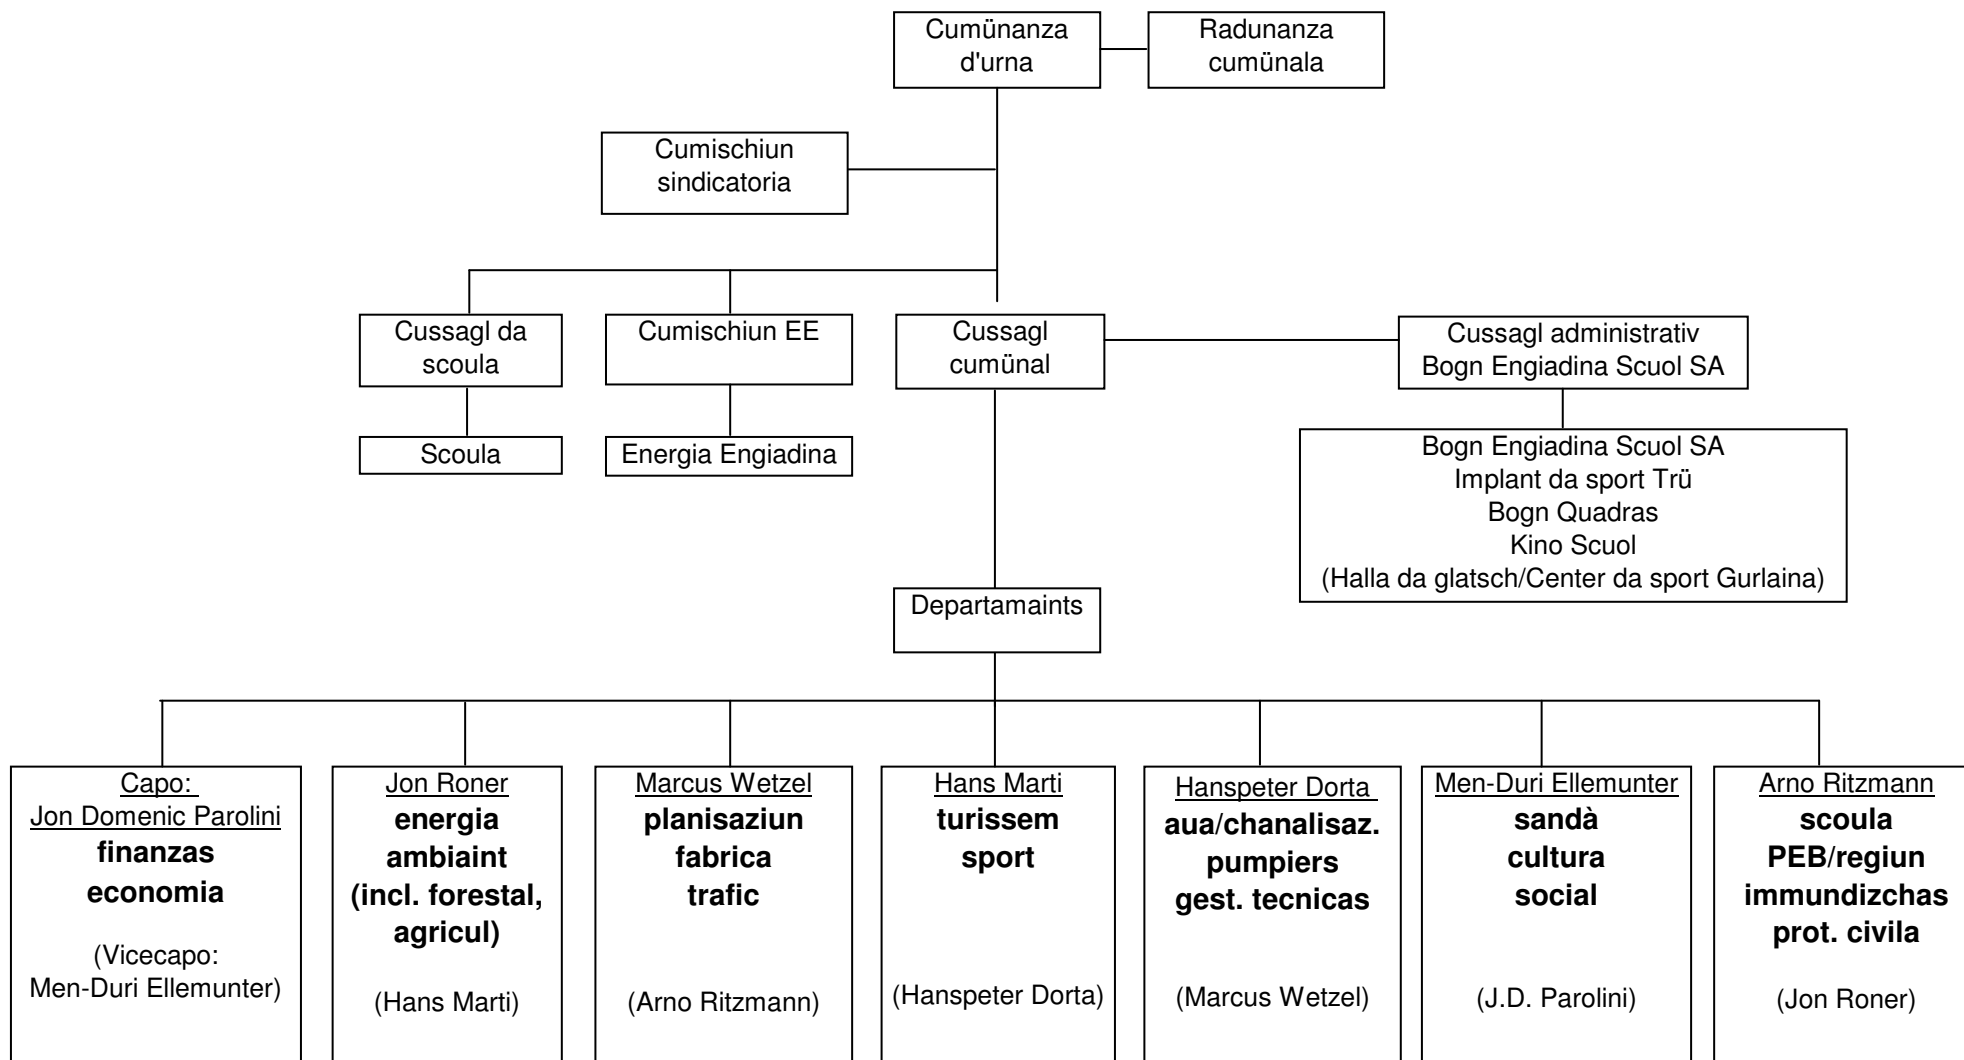 Cumünanza
d'urna
Radunanza
cumünala
Cumischiun
sindicatoria
Cussagl da
scoula
Cumischiun EE
Cussagl
cumünal
Cussagl administrativ
Bogn Engiadina Scuol SA
Scoula
Energia Engiadina
Bogn Engiadina Scuol SA
Implant da sport Trü
Bogn Quadras
Kino Scuol
(Halla da glatsch/Center da sport Gurlaina)
Departamaints
Capo:
Jon Domenic Parolini
finanzas
economia
(Vicecapo:
Men-Duri Ellemunter)
Jon Roner
energia
ambiaint
(incl. forestal,
agricul)
(Hans Marti)
Marcus Wetzel
planisaziun
fabrica
trafic
(Arno Ritzmann)
Hans Marti
turissem
sport
(Hanspeter Dorta)
Hanspeter Dorta
aua/chanalisaz.
pumpiers
gest. tecnicas
(Marcus Wetzel)
Men-Duri Ellemunter
sandà
cultura
social
(J.D. Parolini)
Arno Ritzmann
scoula
PEB/regiun
immundizchas
prot. civila
(Jon Roner)